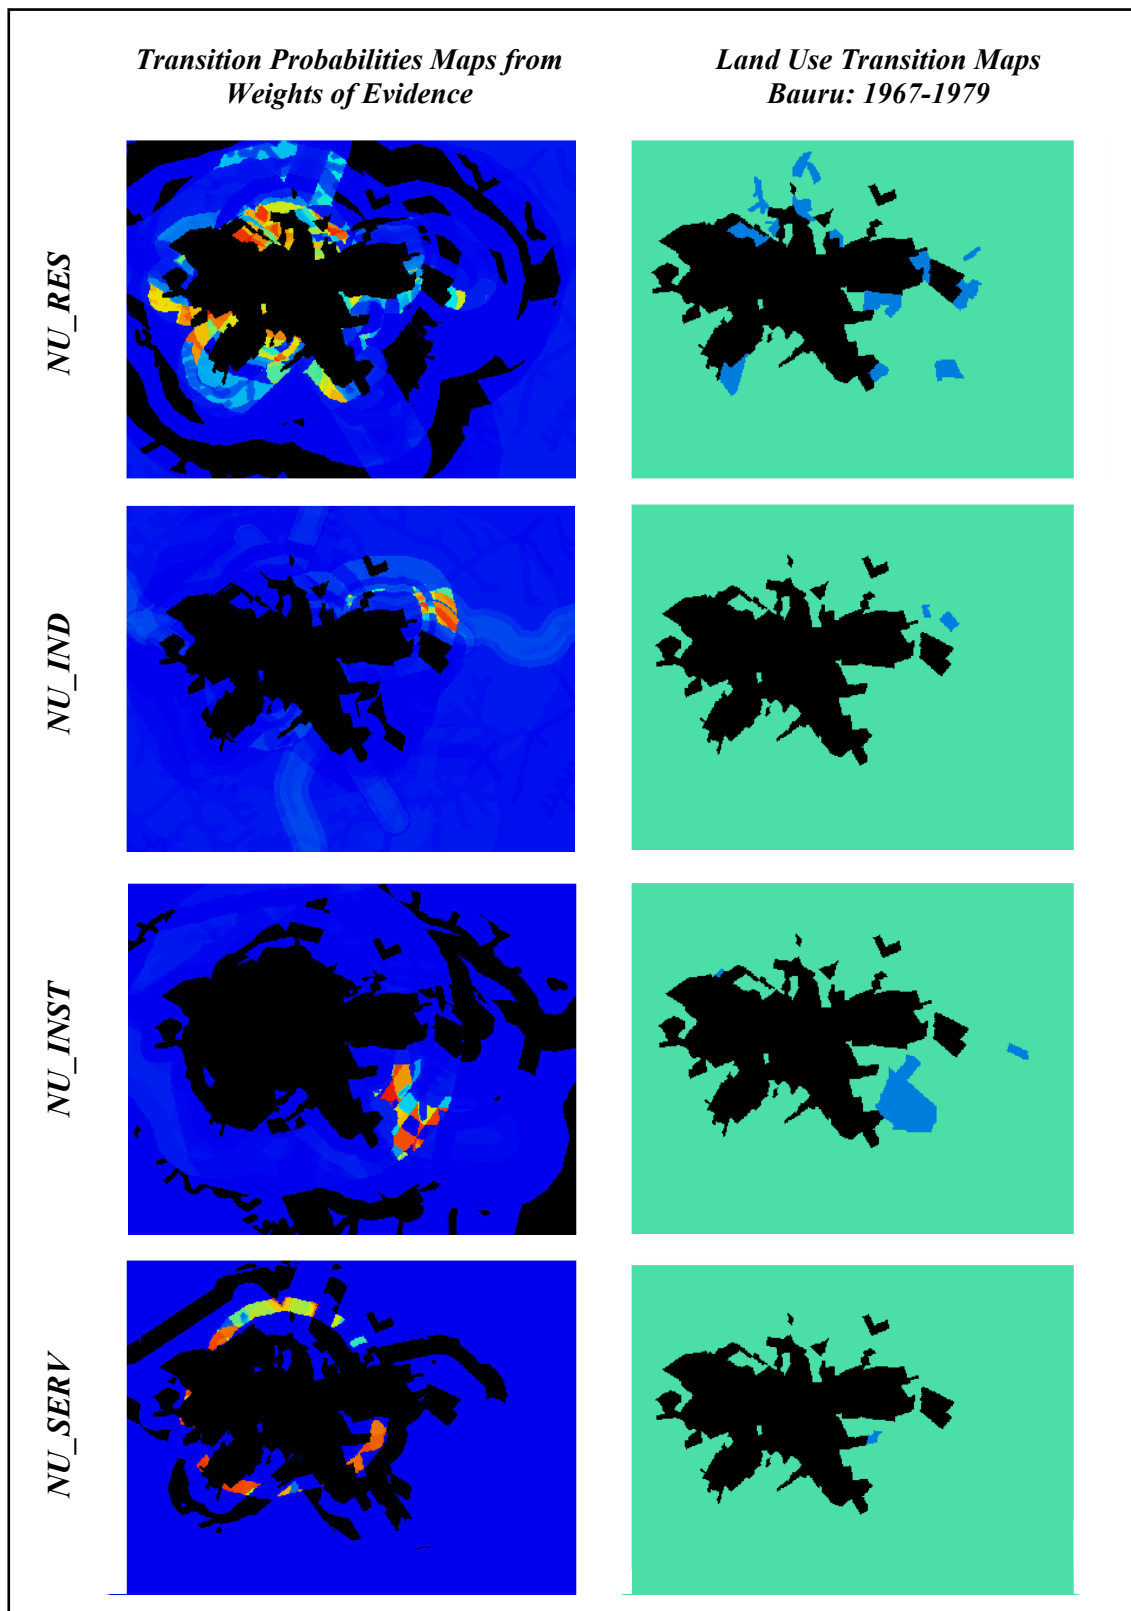 Transition Probabilities Maps from
Weights of Evidence
Land Use Transition Maps
Bauru: 1967-1979
NU_RES
NU_IND
NU_INST
NU_SERV